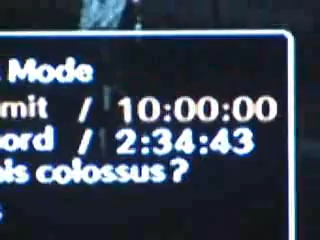 Mode
mit / 10:00:00
ord / 2:34:43
is colossus?